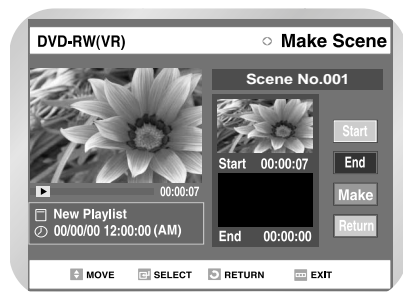 DVD-RW(VR)
Make Scene
Scene No.001
00:00:07
New Playlist
00/00/00 12:00:00 (AM)
Start 00:00:07
End 00:00:00
Start
End
Make
Return
MOVE SELECT RETURN EXIT